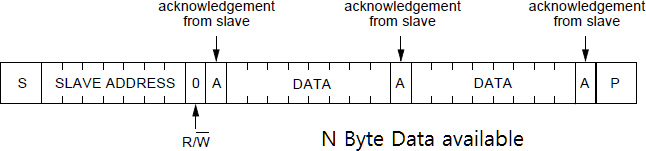 acknowledgement acknowledgement acknowledgement
from slave from slave from slave
S SLAVE ADDRESS 0 A DATA A DATA A P
R/W̅ N Byte Data available